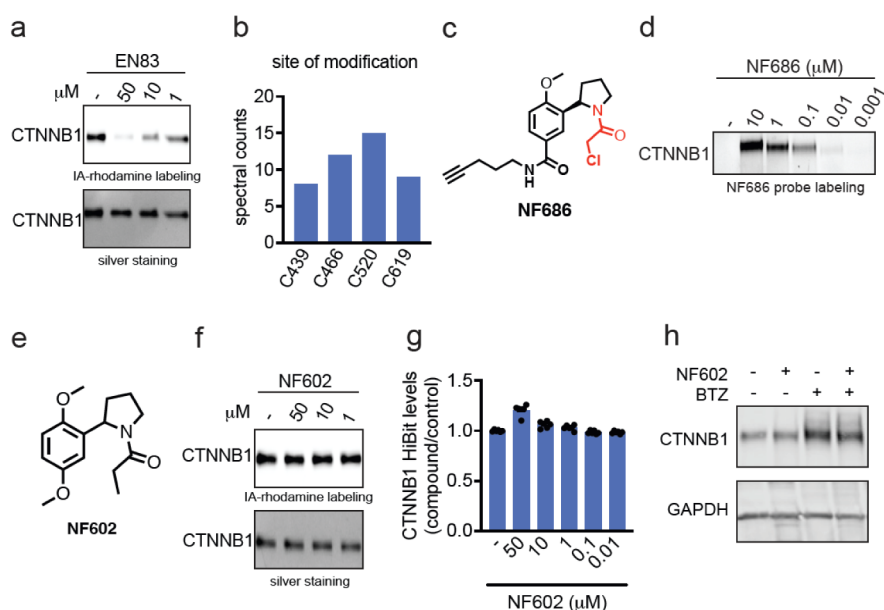 a
EN83
μM - 50 10 1
CTNNB1
IA-rhodamine labeling
CTNNB1
silver staining
b
site of modification
spectral counts
20
15
10
5
0
C439 C466 C520 C619
c
O
N
O
Cl
N
H
O
NF686
d
NF686 (μM)
- 10 1 0.1 0.01 0.001
CTNNB1
NF686 probe labeling
e
O
N
O
O
NF602
f
NF602
μM - 50 10 1
CTNNB1
IA-rhodamine labeling
CTNNB1
silver staining
g
CTNNB1 HiBit levels
(compound/control)
1.5
1.0
0.5
0.0
- 50 10 1 0.1 0.01
NF602 (μM)
h
NF602 - + - +
BTZ - - + +
CTNNB1
GAPDH